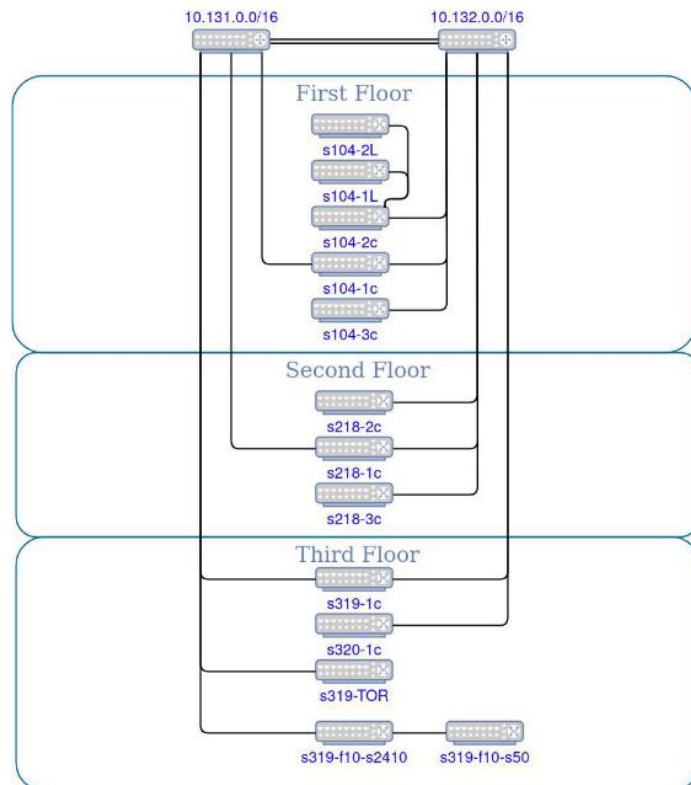 10.131.0.0/16 10.132.0.0/16
First Floor
s104-2L
s104-1L
s104-2c
s104-1c
s104-3c
Second Floor
s218-2c
s218-1c
s218-3c
Third Floor
s319-1c
s320-1c
s319-TOR
s319-f10-s2410 s319-f10-s50